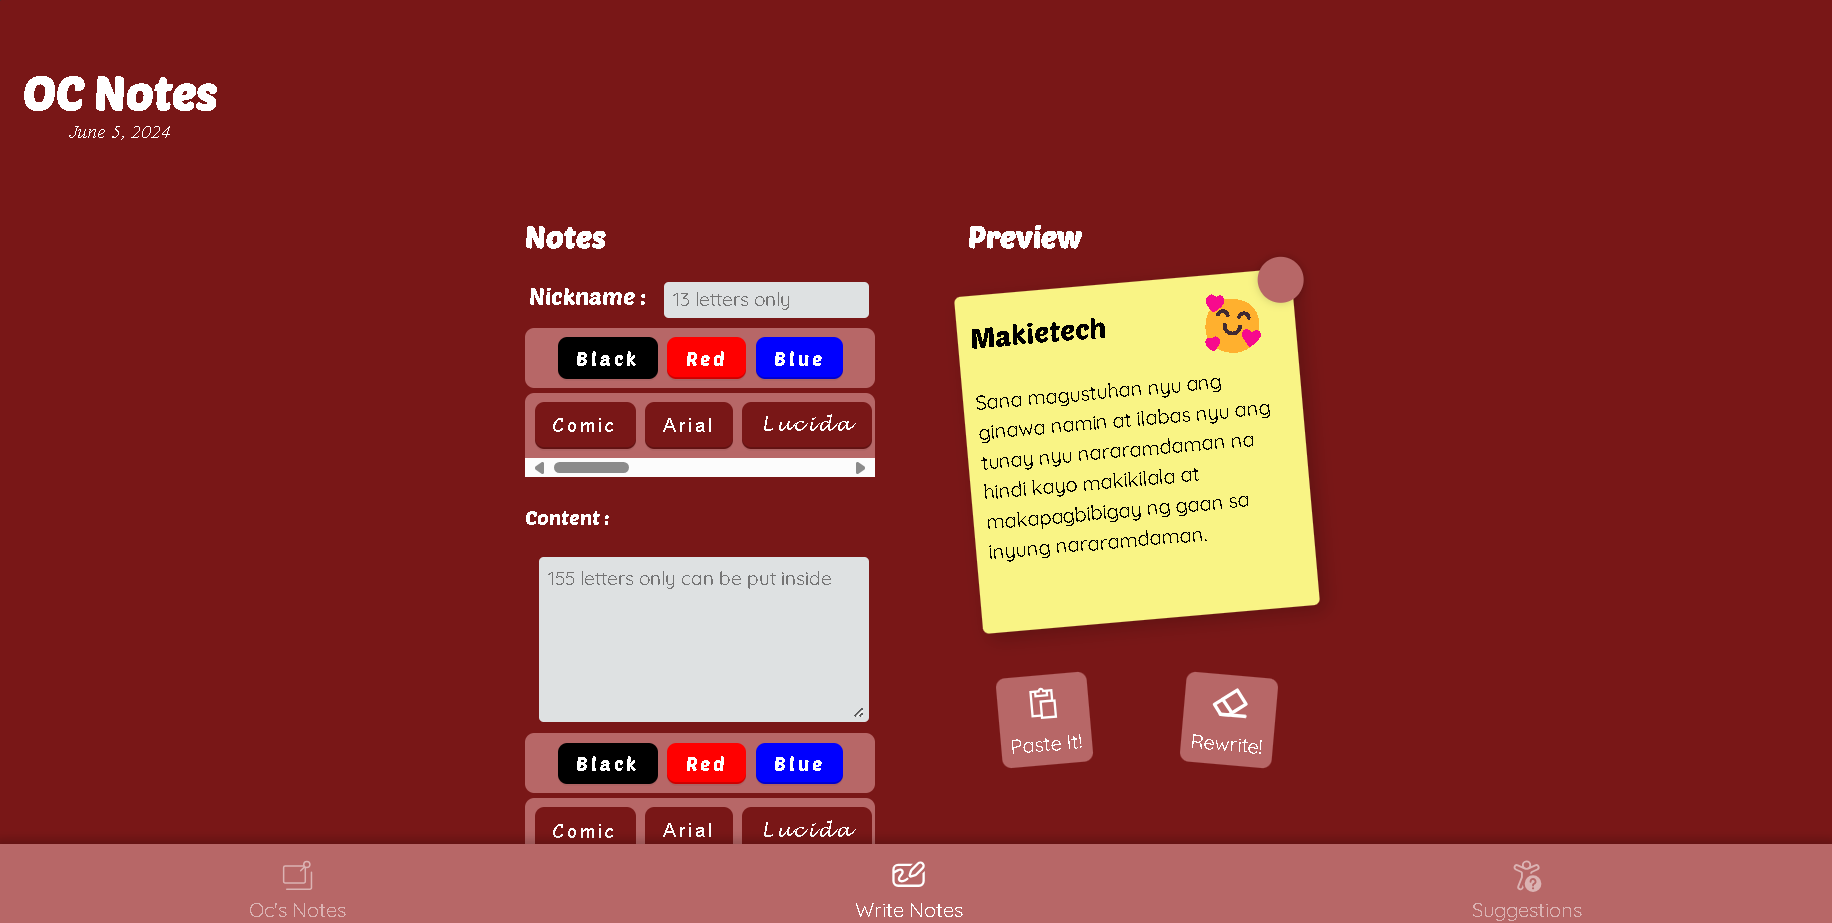 OC Notes
June 5, 2024
Notes
Nickname :
13 letters only
Black Red Blue
Comic Arial Lucida
Content :
155 letters only can be put inside
Black Red Blue
Comic Arial Lucida
Preview
Makietech
Sana magustuhan nyu ang
ginawa namin at ilabas nyu ang
tunay nyu nararamdaman na
hindi kayo makikilala at
makapagbibigay ng gaan sa
inyung nararamdaman.
Paste It!
Rewrite!
Oc's Notes
Write Notes
Suggestions